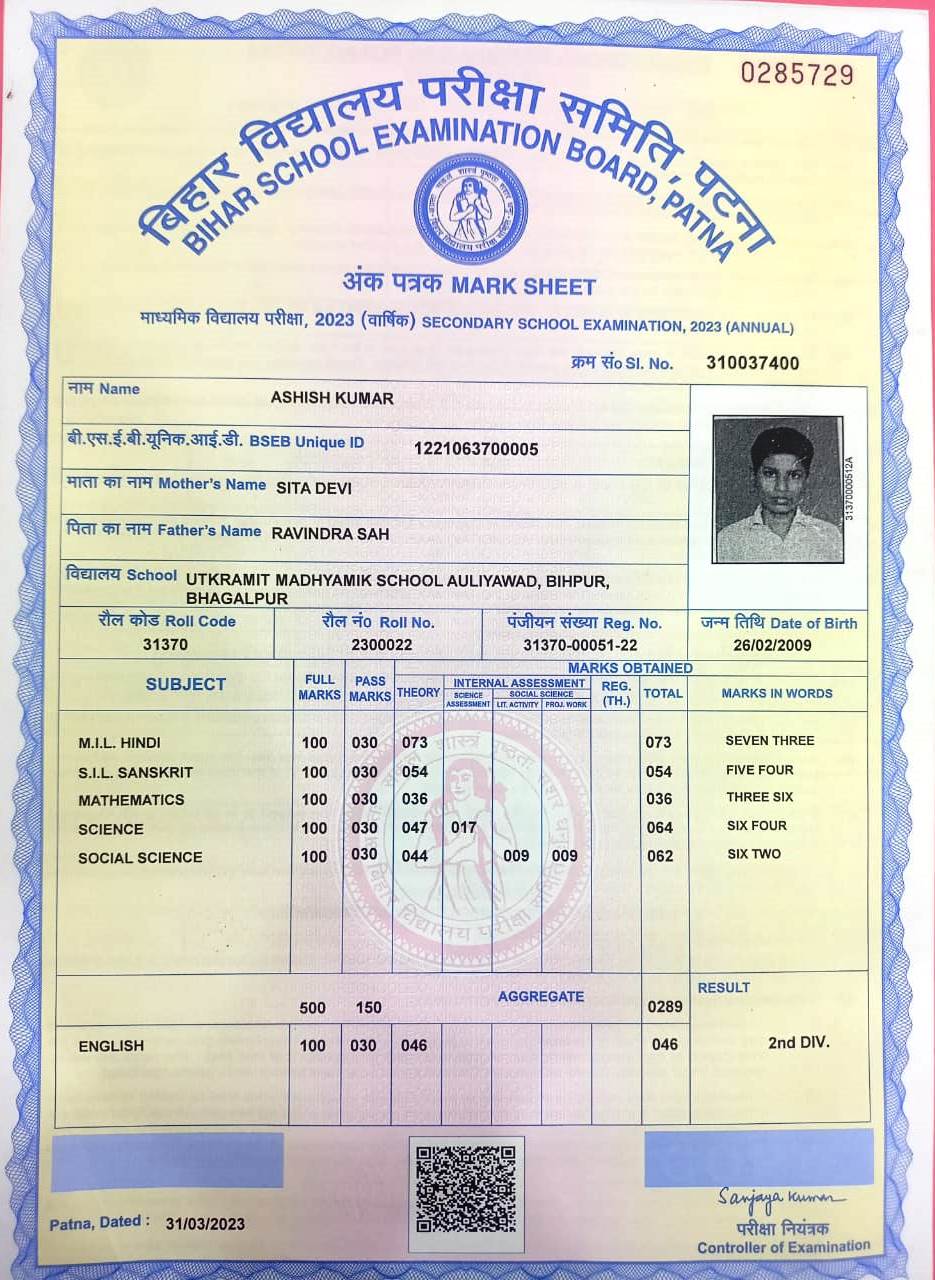 0285729
बिहार विद्यालय परीक्षा समिति, पटना
BIHAR SCHOOL EXAMINATION BOARD, PATNA
अंक पत्रक MARK SHEET
माध्यमिक विद्यालय परीक्षा, 2023 (वार्षिक) SECONDARY SCHOOL EXAMINATION, 2023 (ANNUAL)
क्रम सं० Sl. No. 310037400
नाम Name ASHISH KUMAR
बी.एस.ई.बी.यूनिक.आई.डी. BSEB Unique ID 1221063700005
माता का नाम Mother's Name SITA DEVI
पिता का नाम Father's Name RAVINDRA SAH
विद्यालय School UTKRAMIT MADHYAMIK SCHOOL AULIYAWAD, BIHPUR,
BHAGALPUR
31370000512A
रौल कोड Roll Code रौल नं० Roll No. पंजीयन संख्या Reg. No. जन्म तिथि Date of Birth
31370 2300022 31370-00051-22 26/02/2009
MARKS OBTAINED
SUBJECT FULL MARKS PASS MARKS THEORY INTERNAL ASSESSMENT REG. (TH.) TOTAL MARKS IN WORDS
SCIENCE ASSESSMENT SOCIAL SCIENCE
LIT. ACTIVITY PROJ. WORK
M.I.L. HINDI 100 030 073 073 SEVEN THREE
S.I.L. SANSKRIT 100 030 054 054 FIVE FOUR
MATHEMATICS 100 030 036 036 THREE SIX
SCIENCE 100 030 047 017 064 SIX FOUR
SOCIAL SCIENCE 100 030 044 009 009 062 SIX TWO
500 150 AGGREGATE 0289 RESULT
ENGLISH 100 030 046 046 2nd DIV.
Sanjaya Kumar
Patna, Dated : 31/03/2023
परीक्षा नियंत्रक
Controller of Examination